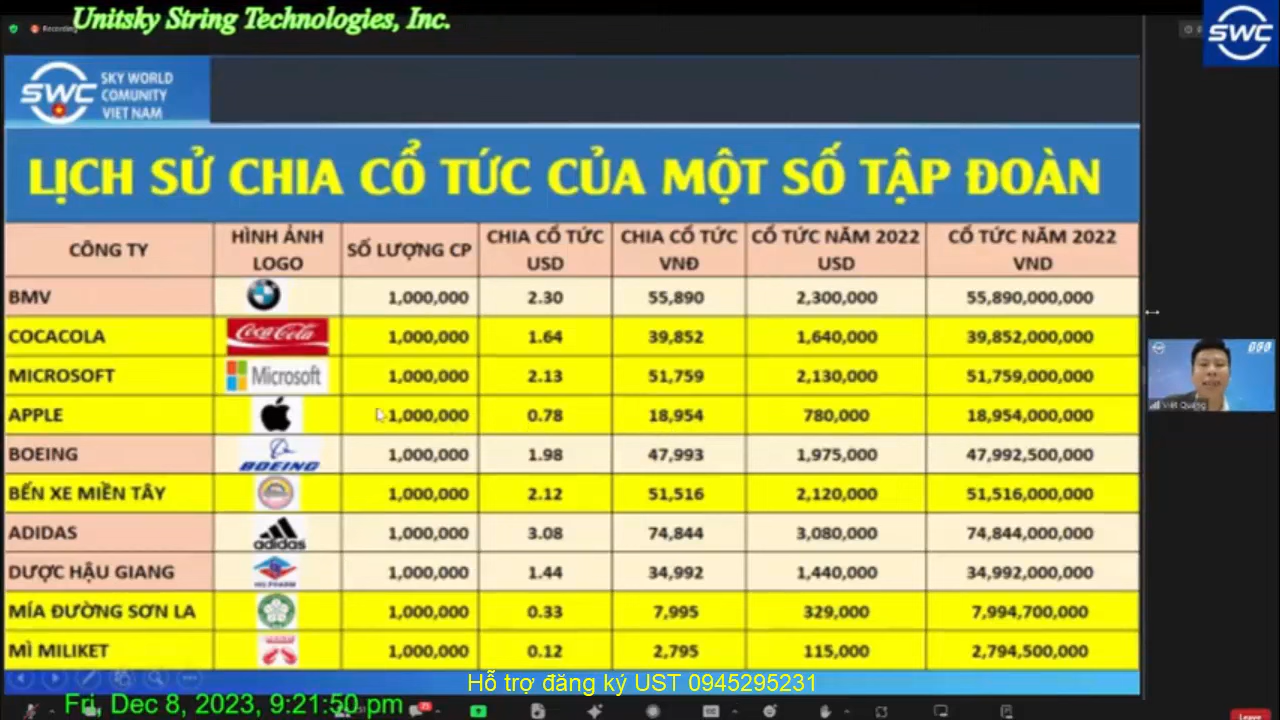 Unitsky String Technologies, Inc.
Recording
SWC
SWC SKY WORLD
COMUNITY
VIET NAM
LỊCH SỬ CHIA CỔ TỨC CỦA MỘT SỐ TẬP ĐOÀN
CÔNG TY HÌNH ẢNH LOGO SỐ LƯỢNG CP CHIA CỔ TỨC USD CHIA CỔ TỨC VNĐ CỔ TỨC NĂM 2022 USD CỔ TỨC NĂM 2022 VND
BMV 1,000,000 2.30 55,890 2,300,000 55,890,000,000
COCACOLA Coca-Cola 1,000,000 1.64 39,852 1,640,000 39,852,000,000
MICROSOFT Microsoft 1,000,000 2.13 51,759 2,130,000 51,759,000,000
APPLE 1,000,000 0.78 18,954 780,000 18,954,000,000
BOEING BOEING 1,000,000 1.98 47,993 1,975,000 47,992,500,000
BẾN XE MIỀN TÂY 1,000,000 2.12 51,516 2,120,000 51,516,000,000
ADIDAS adidas 1,000,000 3.08 74,844 3,080,000 74,844,000,000
DƯỢC HẬU GIANG HG PHARM 1,000,000 1.44 34,992 1,440,000 34,992,000,000
MÍA ĐƯỜNG SƠN LA 1,000,000 0.33 7,995 329,000 7,994,700,000
MÌ MILIKET 1,000,000 0.12 2,795 115,000 2,794,500,000
Việt Quang
Hỗ trợ đăng ký UST 0945295231
Fri, Dec 8, 2023, 9:21:50 pm
Leave